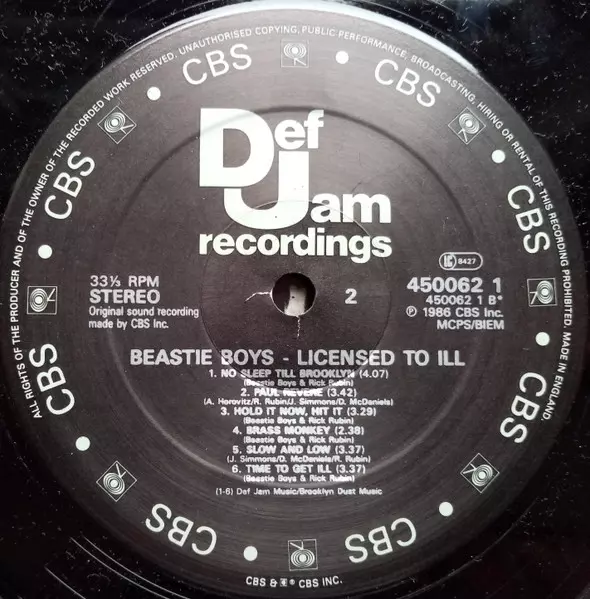 ALL RIGHTS OF THE PRODUCER AND OF THE OWNER OF THE RECORDED WORK RESERVED. UNAUTHORISED COPYING, PUBLIC PERFORMANCE, BROADCASTING, HIRING OR RENTAL OF THIS RECORDING PROHIBITED. MADE IN ENGLAND.
CBS
CBS
CBS
CBS
CBS
CBS
CBS
CBS
CBS
CBS
Def
Jam
recordings
33⅓ RPM
STEREO
Original sound recording
made by CBS Inc.
2
8427
450062 1
450062 1 B*
℗ 1986 CBS Inc.
MCPS/BIEM
BEASTIE BOYS - LICENSED TO ILL
1. NO SLEEP TILL BROOKLYN (4.07)
(Beastie Boys & Rick Rubin)
2. PAUL REVERE (3.42)
(A. Horovitz/R. Rubin/J. Simmons/D. McDaniels)
3. HOLD IT NOW, HIT IT (3.29)
(Beastie Boys & Rick Rubin)
4. BRASS MONKEY (2.38)
(Beastie Boys & Rick Rubin)
5. SLOW AND LOW (3.37)
(J. Simmons/D. McDaniels/R. Rubin)
6. TIME TO GET ILL (3.37)
(Beastie Boys & Rick Rubin)
(1-6) Def Jam Music/Brooklyn Dust Music
CBS & ® CBS INC.